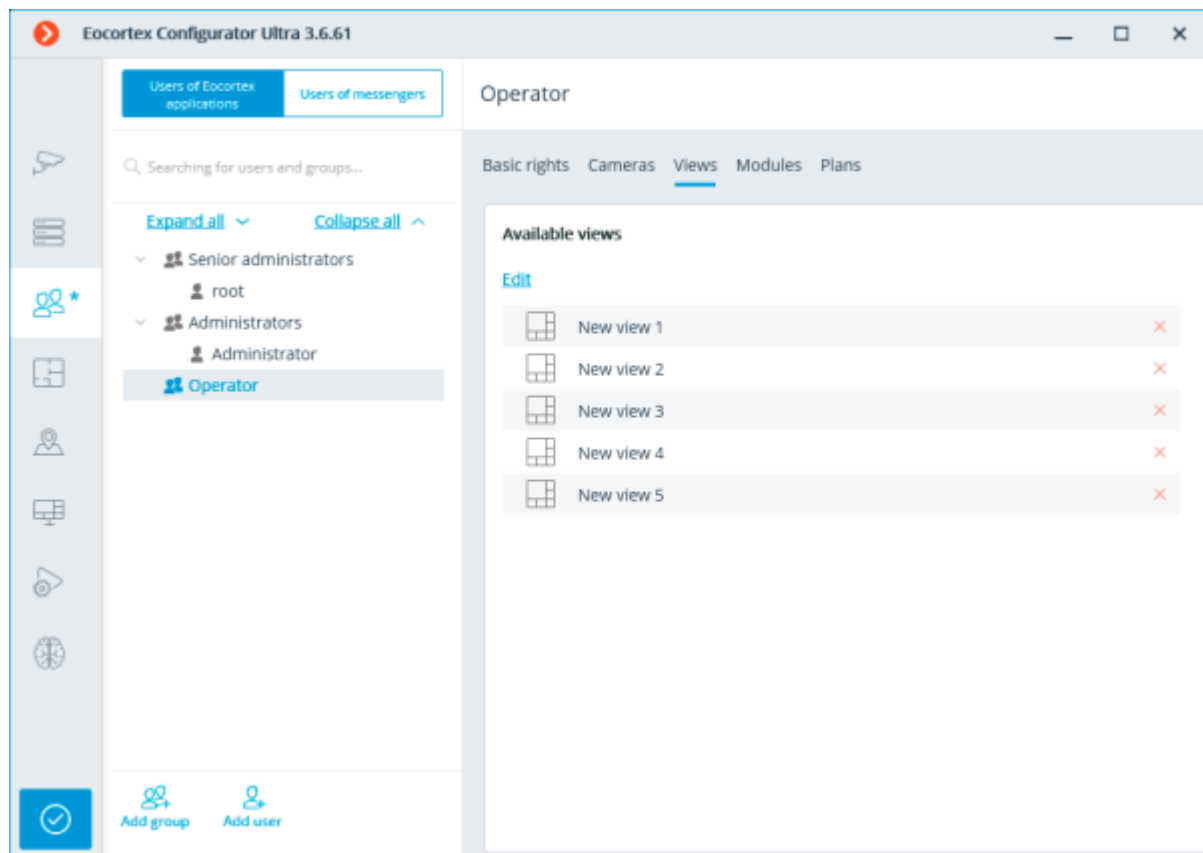 Eocortex Configurator Ultra 3.6.61
Users of Eocortex
applications
Users of messengers
Searching for users and groups...
Expand all
Collapse all
Senior administrators
root
Administrators
Administrator
Operator
Add group
Add user
Operator
Basic rights Cameras Views Modules Plans
Available views
Edit
New view 1
New view 2
New view 3
New view 4
New view 5